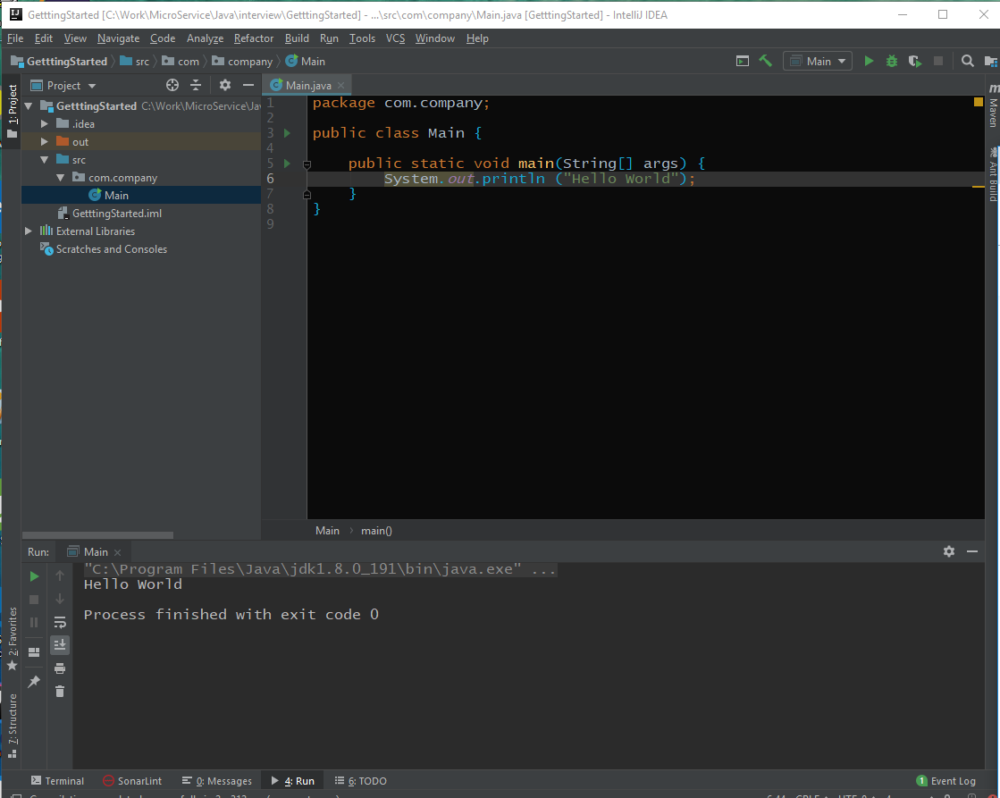 GetttingStarted [C:\Work\MicroService\Java\interview\GetttingStarted] - ...\src\com\company\Main.java [GetttingStarted] - IntelliJ IDEA
File Edit View Navigate Code Analyze Refactor Build Run Tools VCS Window Help
GetttingStarted src com company Main Main
Project Main.java
1: Project
GetttingStarted C:\Work\MicroService\Jav
.idea
out
src
com.company
Main
GetttingStarted.iml
External Libraries
Scratches and Consoles
1 package com.company;
2
3 public class Main {
4
5 public static void main(String[] args) {
6 System.out.println ("Hello World");
7 }
8 }
9
Maven
Ant Build
Main main()
Run: Main
"C:\Program Files\Java\jdk1.8.0_191\bin\java.exe" ...
Hello World
Process finished with exit code 0
2: Favorites
7: Structure
Terminal SonarLint 0: Messages 4: Run 6: TODO 1 Event Log